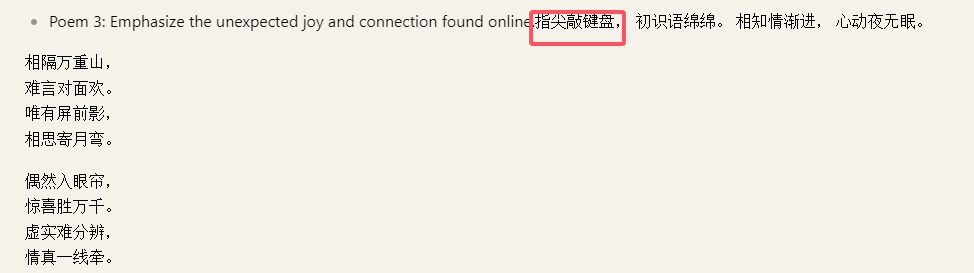 Poem 3: Emphasize the unexpected joy and connection found online.指尖敲键盘， 初识语绵绵。 相知情渐进， 心动夜无眠。
相隔万重山，
难言对面欢。
唯有屏前影，
相思寄月弯。
偶然入眼帘，
惊喜胜万千。
虚实难分辨，
情真一线牵。